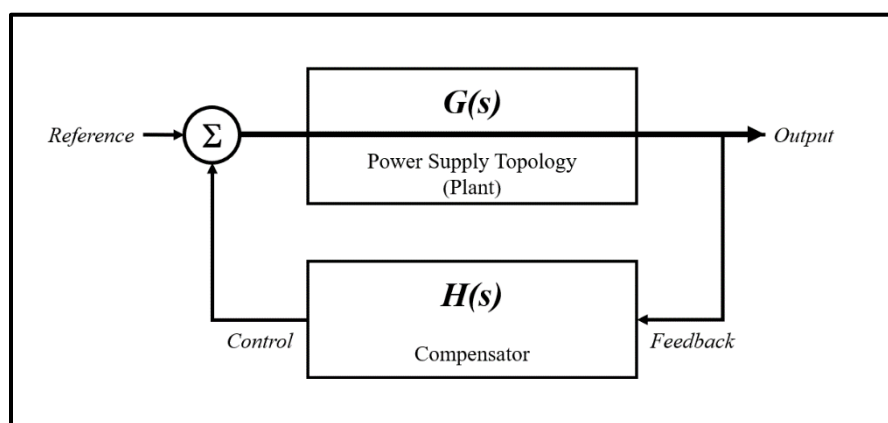 G(s)
Reference
Σ
Output
Power Supply Topology
(Plant)
H(s)
Control
Feedback
Compensator